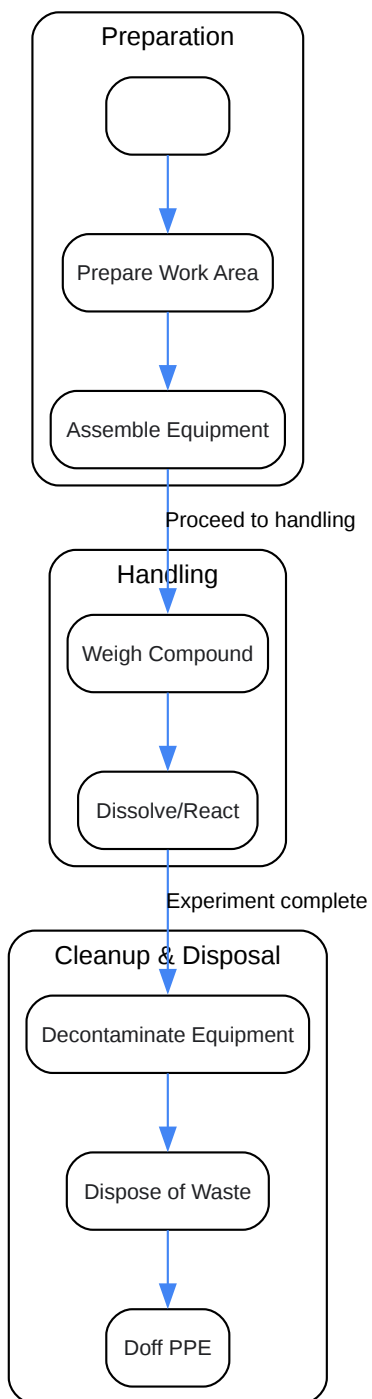 Preparation
Prepare Work Area
Assemble Equipment
Proceed to handling
Handling
Weigh Compound
Dissolve/React
Experiment complete
Cleanup & Disposal
Decontaminate Equipment
Dispose of Waste
Doff PPE